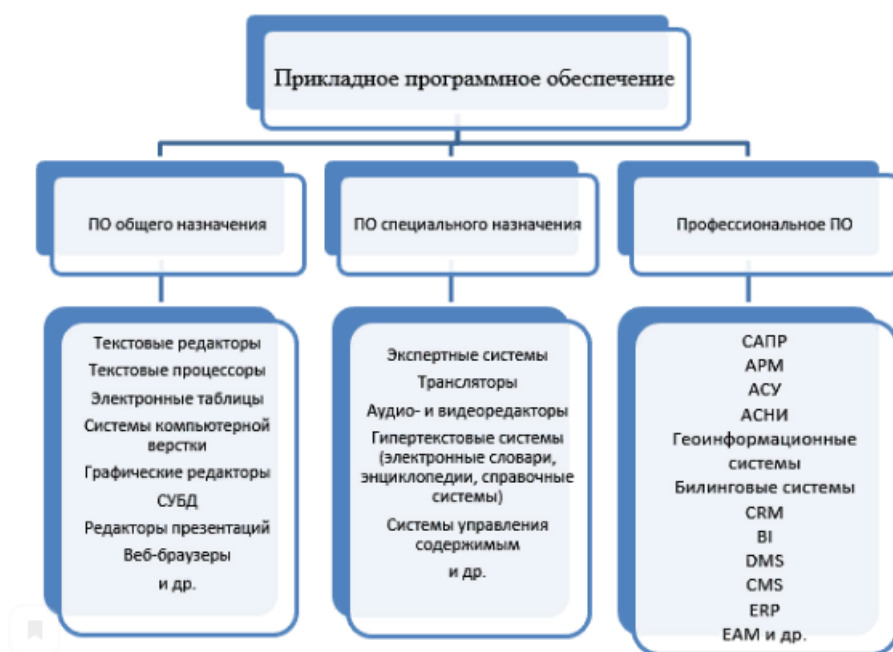 Прикладное программное обеспечение
ПО общего назначения
ПО специального назначения
Профессиональное ПО
Текстовые редакторы
Текстовые процессоры
Электронные таблицы
Системы компьютерной
верстки
Графические редакторы
СУБД
Редакторы презентаций
Веб-браузеры
и др.
Экспертные системы
Трансляторы
Аудио- и видеоредакторы
Гипертекстовые системы
(электронные словари,
энциклопедии, справочные
системы)
Системы управления
содержимым
и др.
САПР
АРМ
АСУ
АСНИ
Геоинформационные
системы
Билинговые системы
CRM
BI
DMS
CMS
ERP
EAM и др.